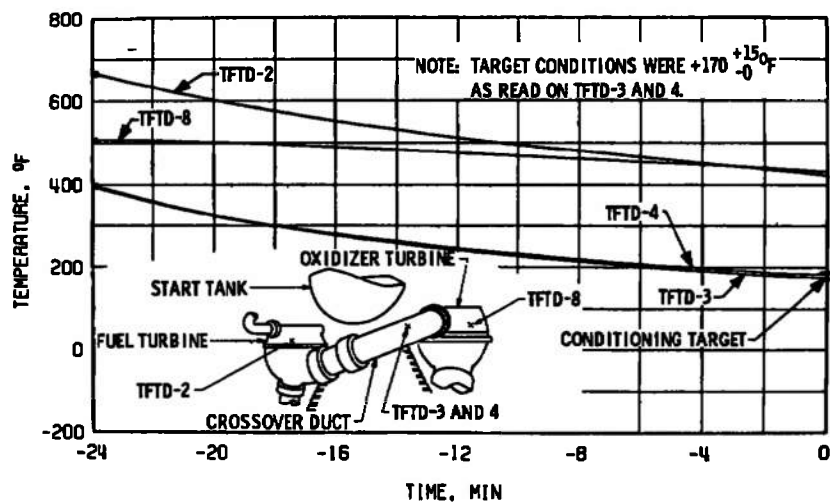 800
600
400
200
0
-200
TEMPERATURE, ºF
TFTD-2
NOTE: TARGET CONDITIONS WERE +170 +15 -0 ºF
AS READ ON TFTD-3 AND 4.
TFTD-8
TFTD-4
OXIDIZER TURBINE
START TANK
TFTD-8
TFTD-3
FUEL TURBINE
CONDITIONING TARGET
TFTD-2
TFTD-3 AND 4
CROSSOVER DUCT
-24
-20
-16
-12
-8
-4
0
TIME, MIN